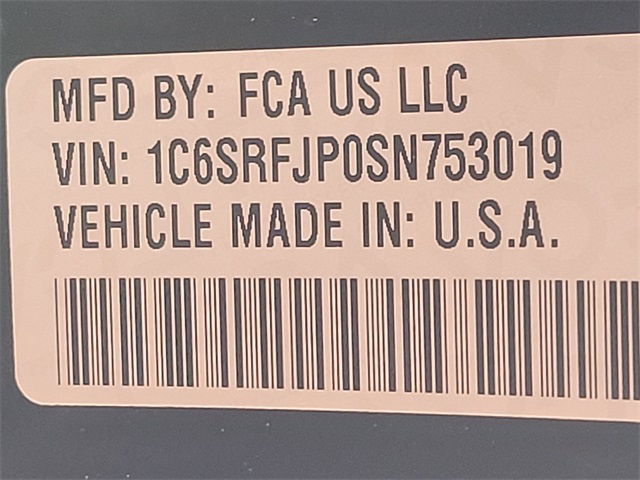 MFD BY: FCA US LLC
VIN: 1C6SRFJP0SN753019
VEHICLE MADE IN: U.S.A.